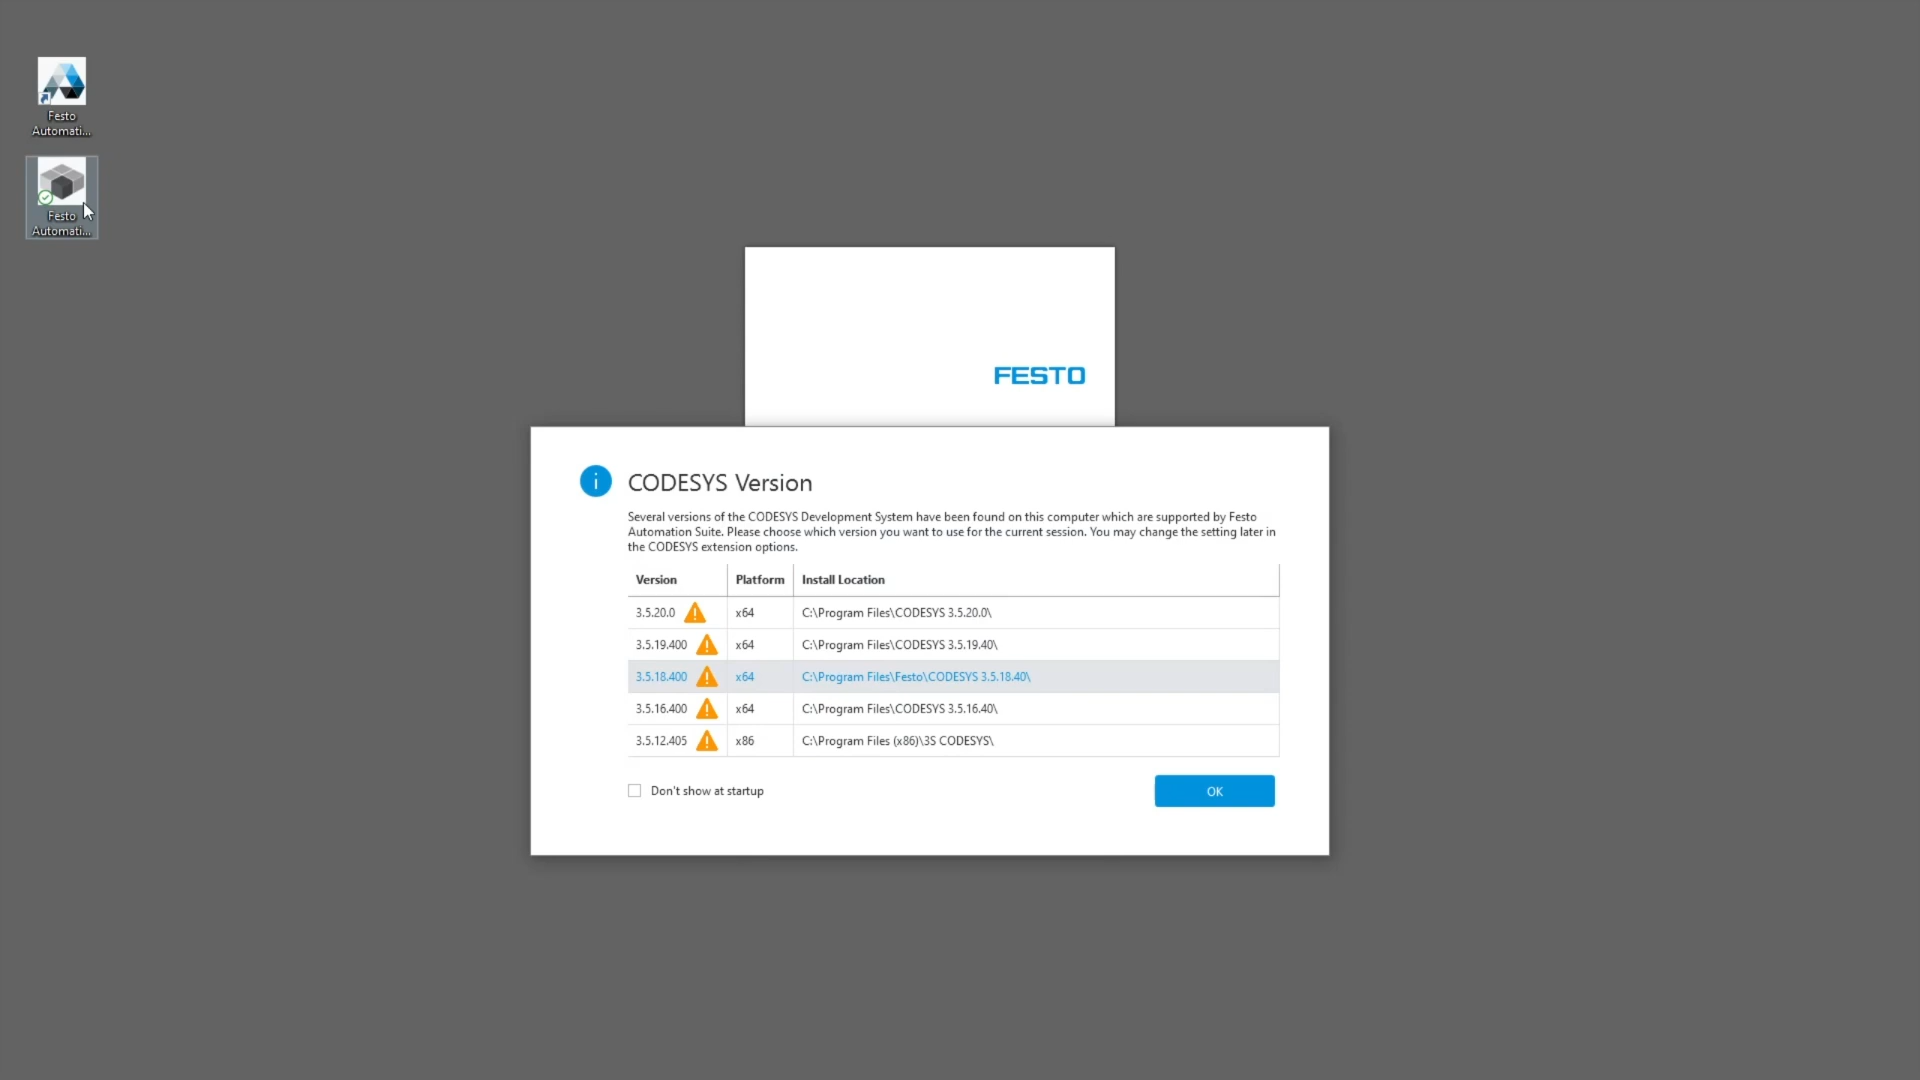 Festo
Automati...
Festo
Automati...
FESTO
i
CODESYS Version
Several versions of the CODESYS Development System have been found on this computer which are supported by Festo
Automation Suite. Please choose which version you want to use for the current session. You may change the setting later in
the CODESYS extension options.
Version Platform Install Location
3.5.20.0 x64 C:\Program Files\CODESYS 3.5.20.0\
3.5.19.400 x64 C:\Program Files\CODESYS 3.5.19.40\
3.5.18.400 x64 C:\Program Files\Festo\CODESYS 3.5.18.40\
3.5.16.400 x64 C:\Program Files\CODESYS 3.5.16.40\
3.5.12.405 x86 C:\Program Files (x86)\3S CODESYS\
Don't show at startup
OK